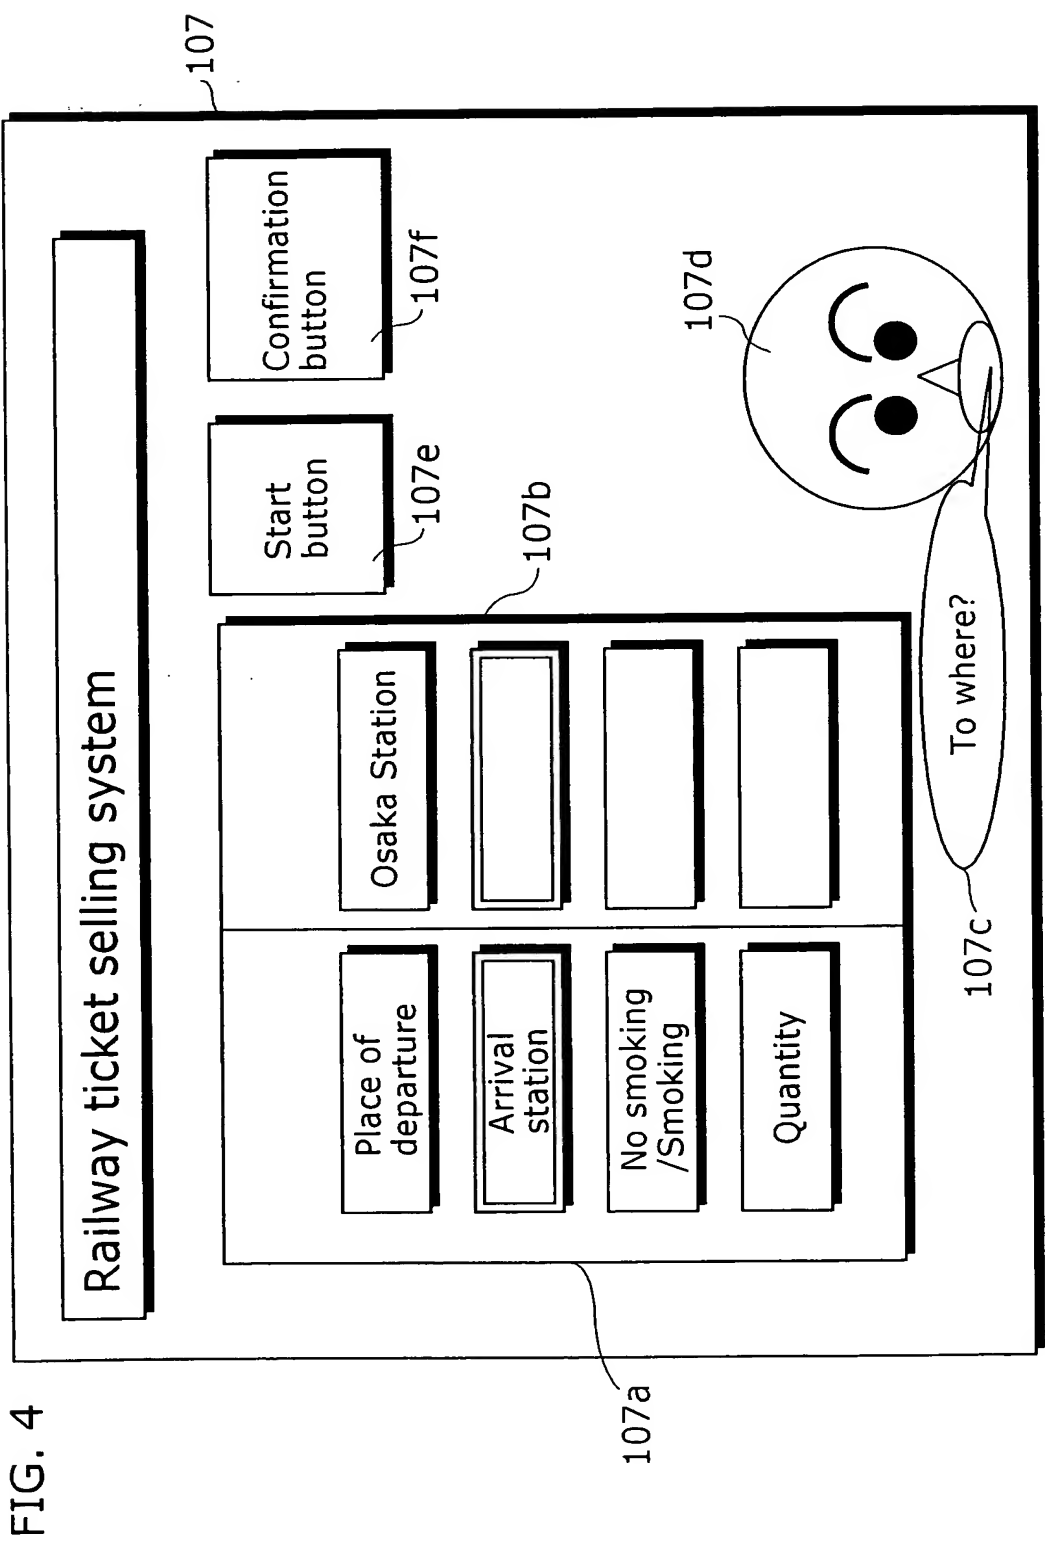 FIG. 4
107
Railway ticket selling system
Place of
departure
Osaka Station
Arrival
station
No smoking
/Smoking
Quantity
Start
button
Confirmation
button
107e
107f
107b
107a
107d
To where?
107c